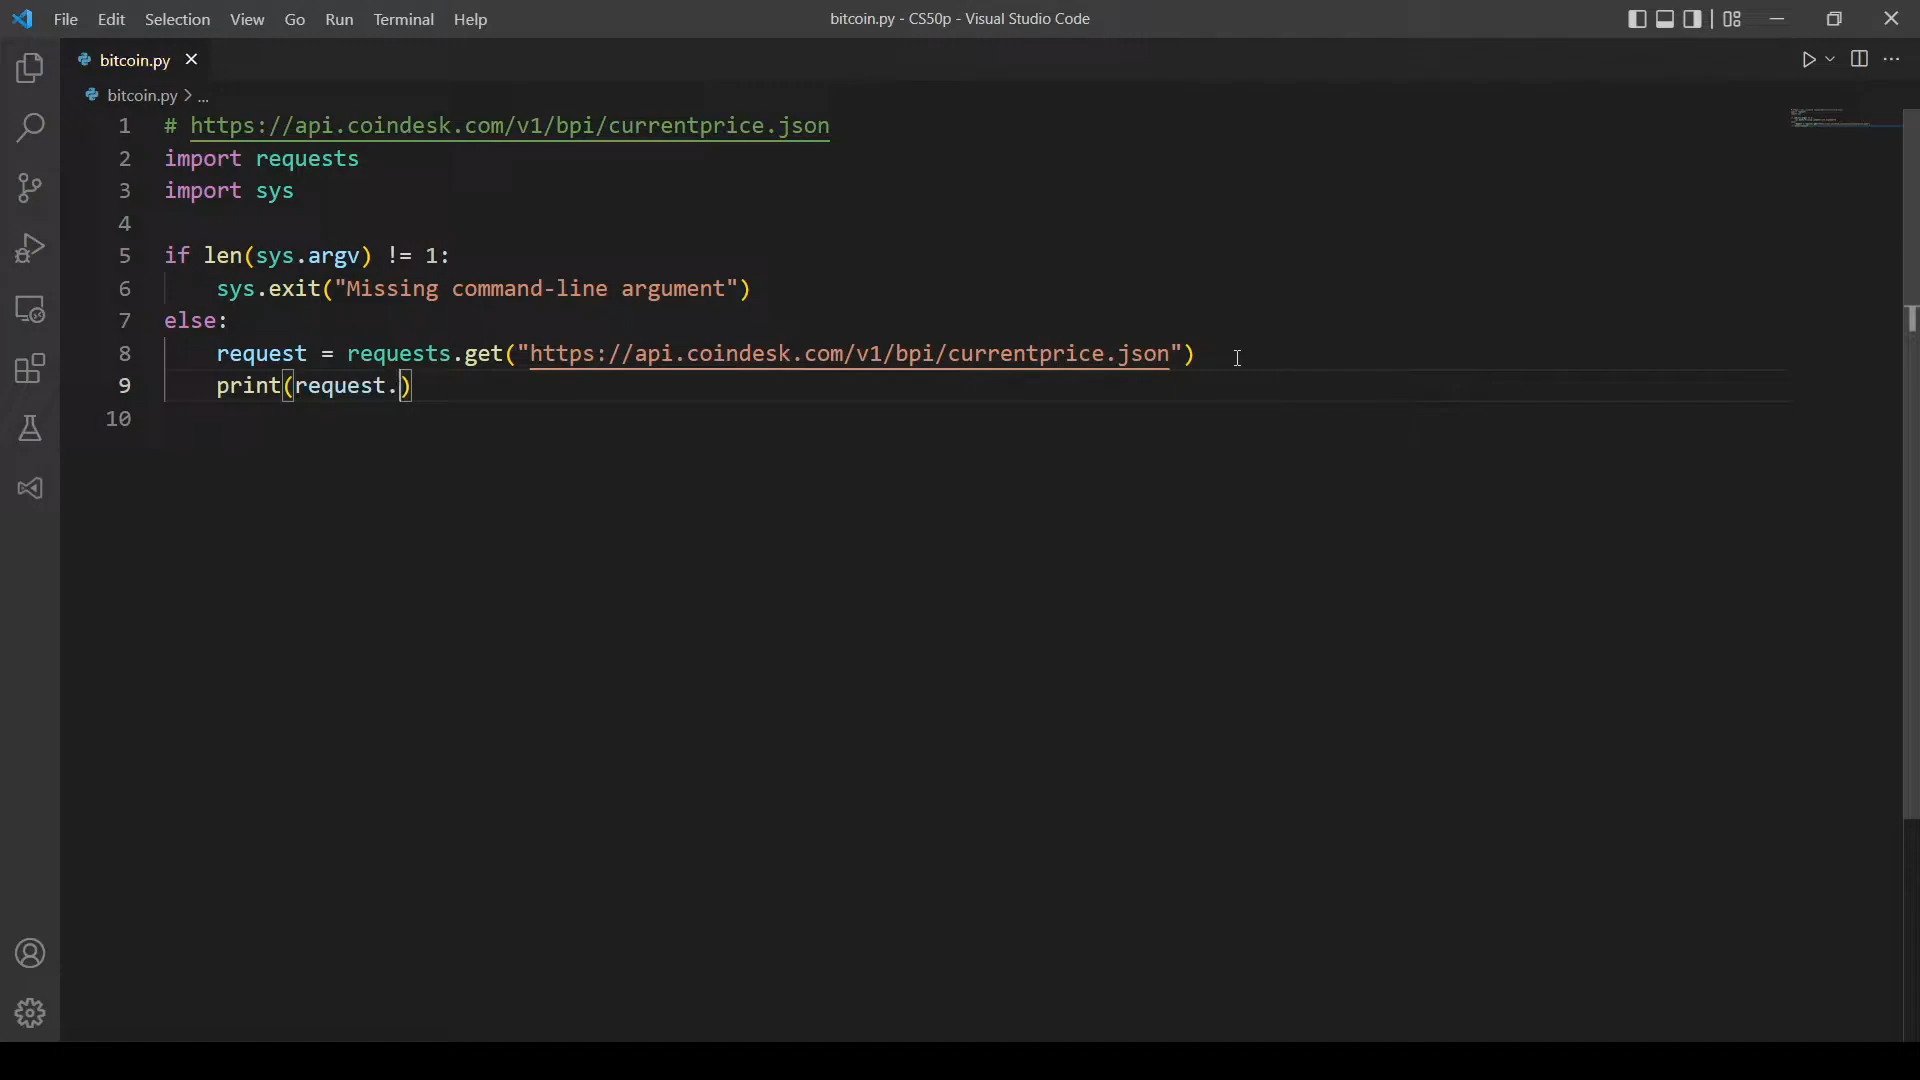 File Edit Selection View Go Run Terminal Help
bitcoin.py - CS50p - Visual Studio Code
bitcoin.py
bitcoin.py > ...
1 # https://api.coindesk.com/v1/bpi/currentprice.json
2 import requests
3 import sys
4
5 if len(sys.argv) != 1:
6 sys.exit("Missing command-line argument")
7 else:
8 request = requests.get("https://api.coindesk.com/v1/bpi/currentprice.json")
9 print(request.)
10